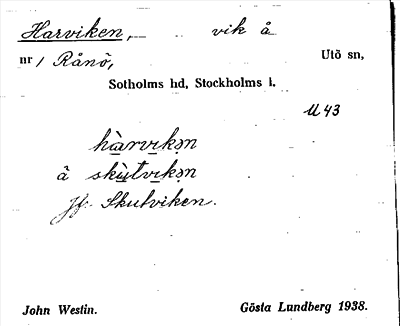 Harviken, vik å
nr 1 Rånö, Utö sn,
Sotholms hd, Stockholms l.
U 43
hàrvikən
å skùtvikən
Jfr Skutviken.
John Westin. Gösta Lundberg 1938.